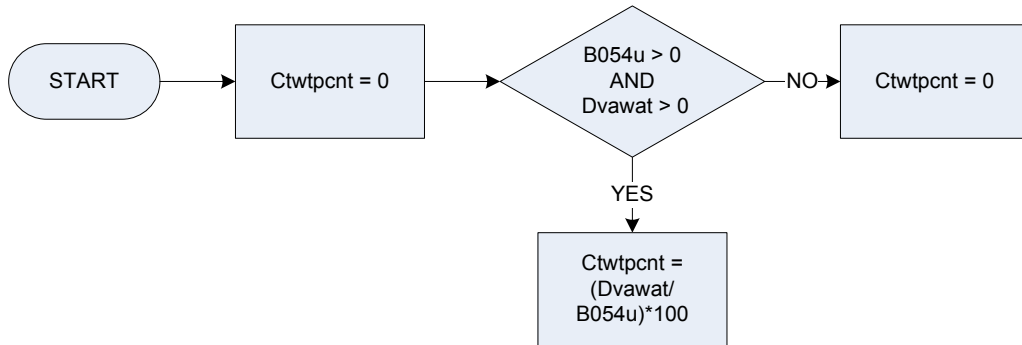 START
Ctwtpcnt = 0
B054u > 0
AND
Dvawat > 0
NO
Ctwtpcnt = 0
YES
Ctwtpcnt =
(Dvawat/
B054u)*100